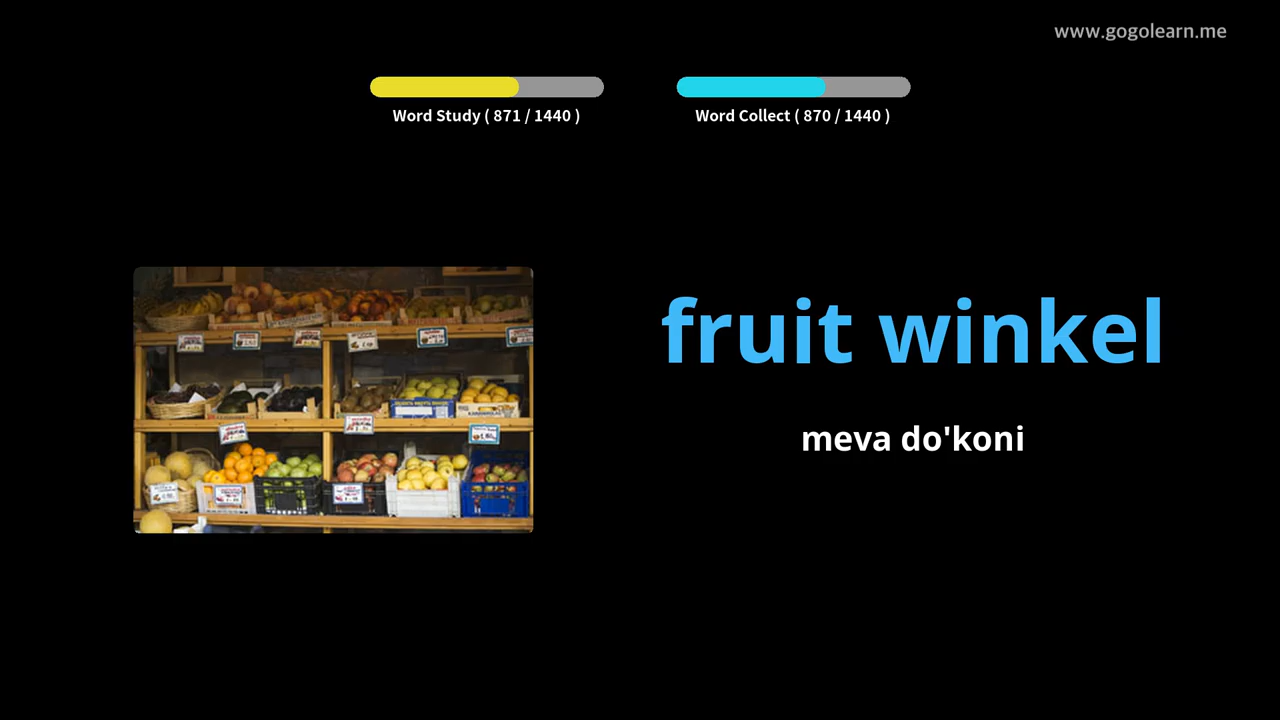 www.gogolearn.me
Word Study ( 871 / 1440 )
Word Collect ( 870 / 1440 )
fruit winkel
meva do'koni